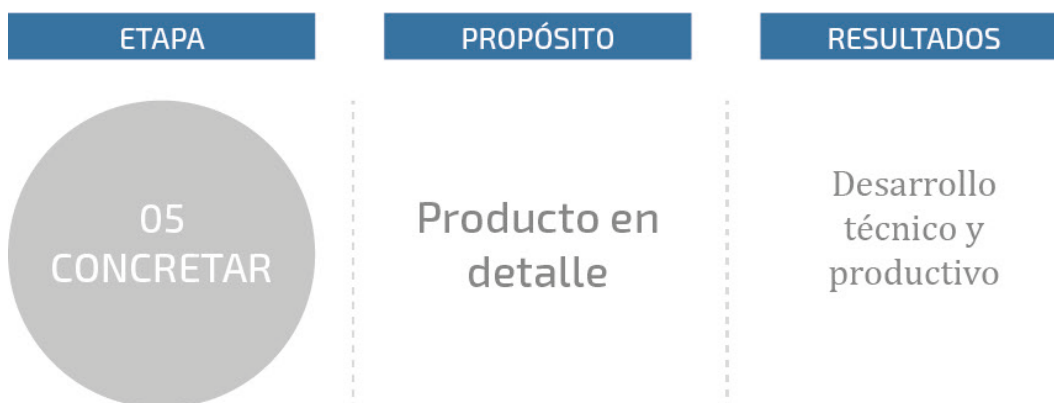 ETAPA
PROPÓSITO
RESULTADOS
05
CONCRETAR
Producto en
detalle
Desarrollo
técnico y
productivo